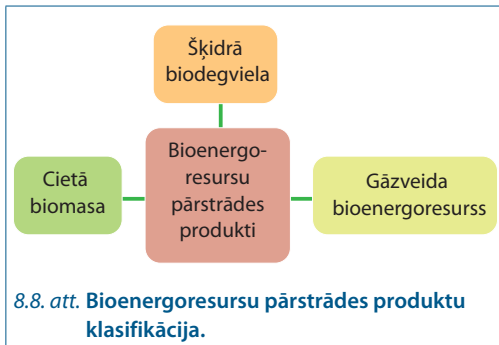 Šķidrā
biodegviela
Cietā
biomasa
Bioenergo-
resursu
pārstrādes
produkti
Gāzveida
bioenergoresurss
8.8. att. Bioenergoresursu pārstrādes produktu
klasifikācija.